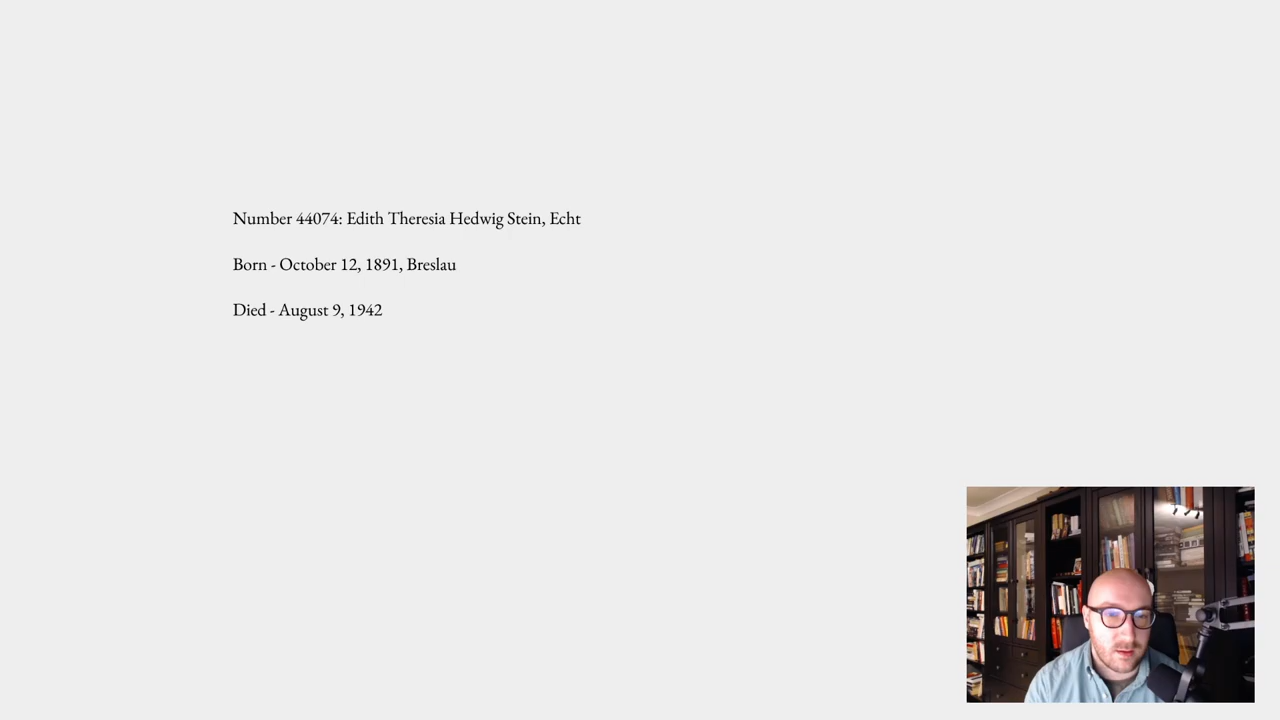 Number 44074: Edith Theresia Hedwig Stein, Echt
Born - October 12, 1891, Breslau
Died - August 9, 1942